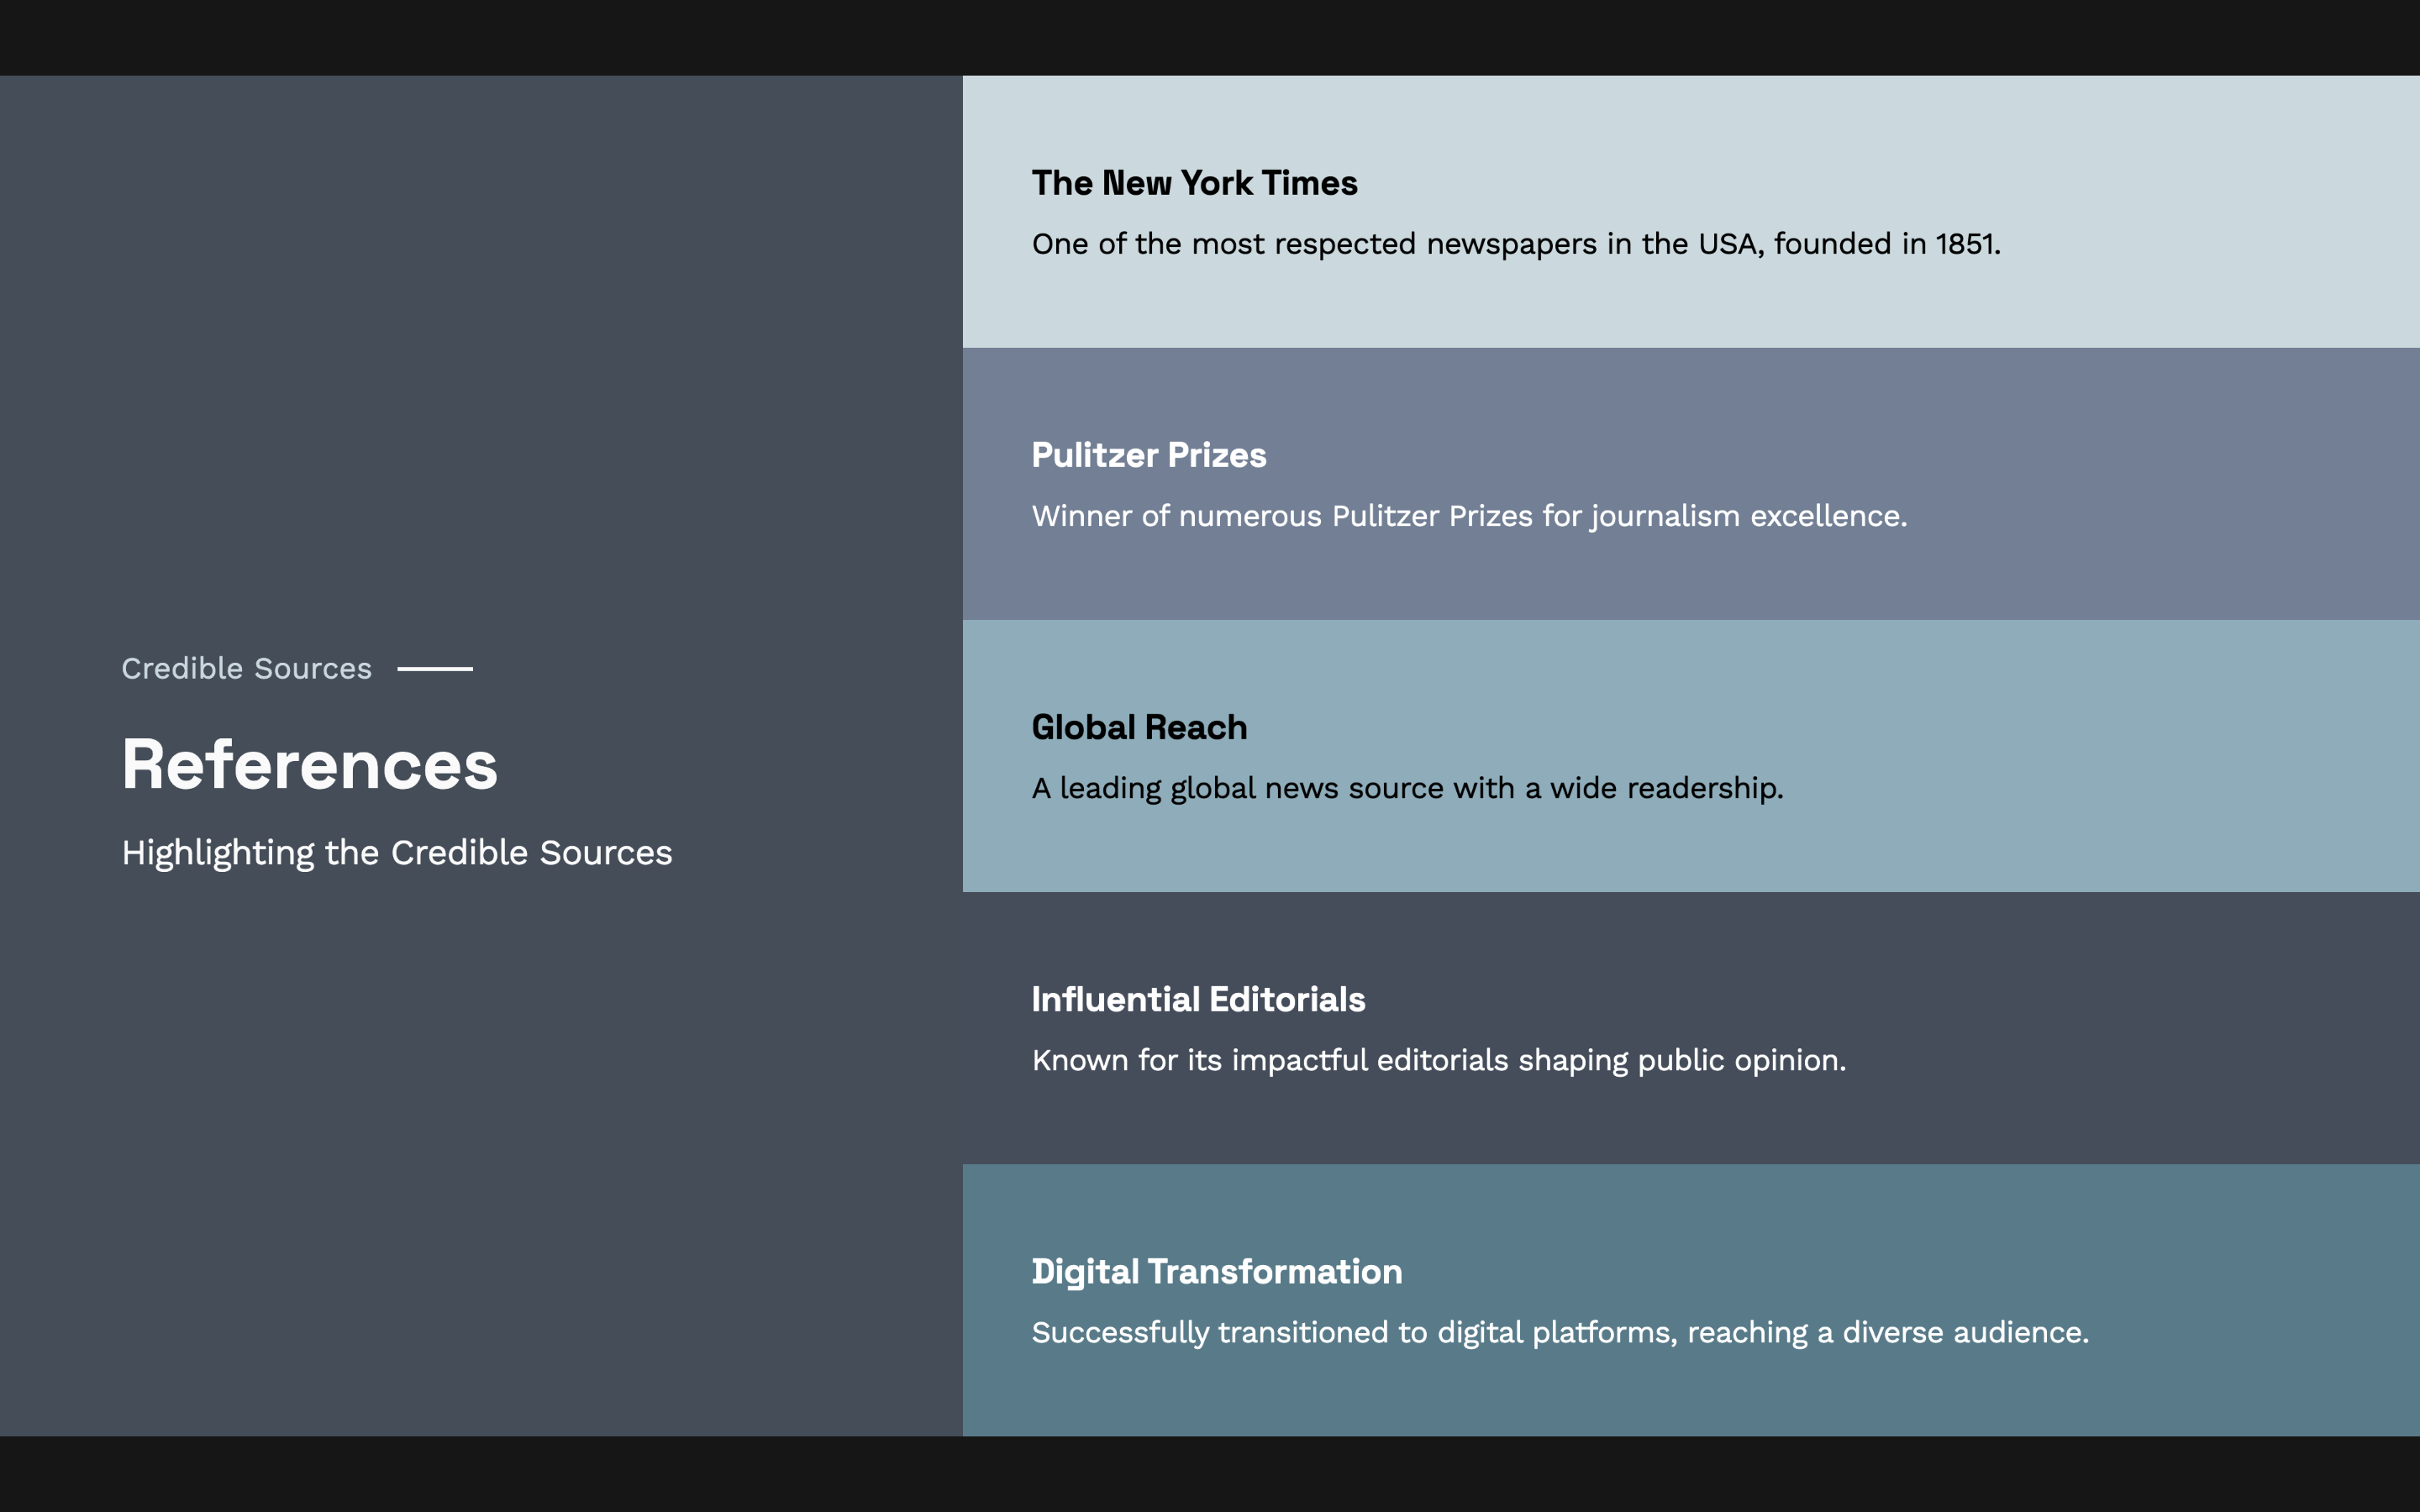 Credible Sources
References
Highlighting the Credible Sources
The New York Times
One of the most respected newspapers in the USA, founded in 1851.
Pulitzer Prizes
Winner of numerous Pulitzer Prizes for journalism excellence.
Global Reach
A leading global news source with a wide readership.
Influential Editorials
Known for its impactful editorials shaping public opinion.
Digital Transformation
Successfully transitioned to digital platforms, reaching a diverse audience.